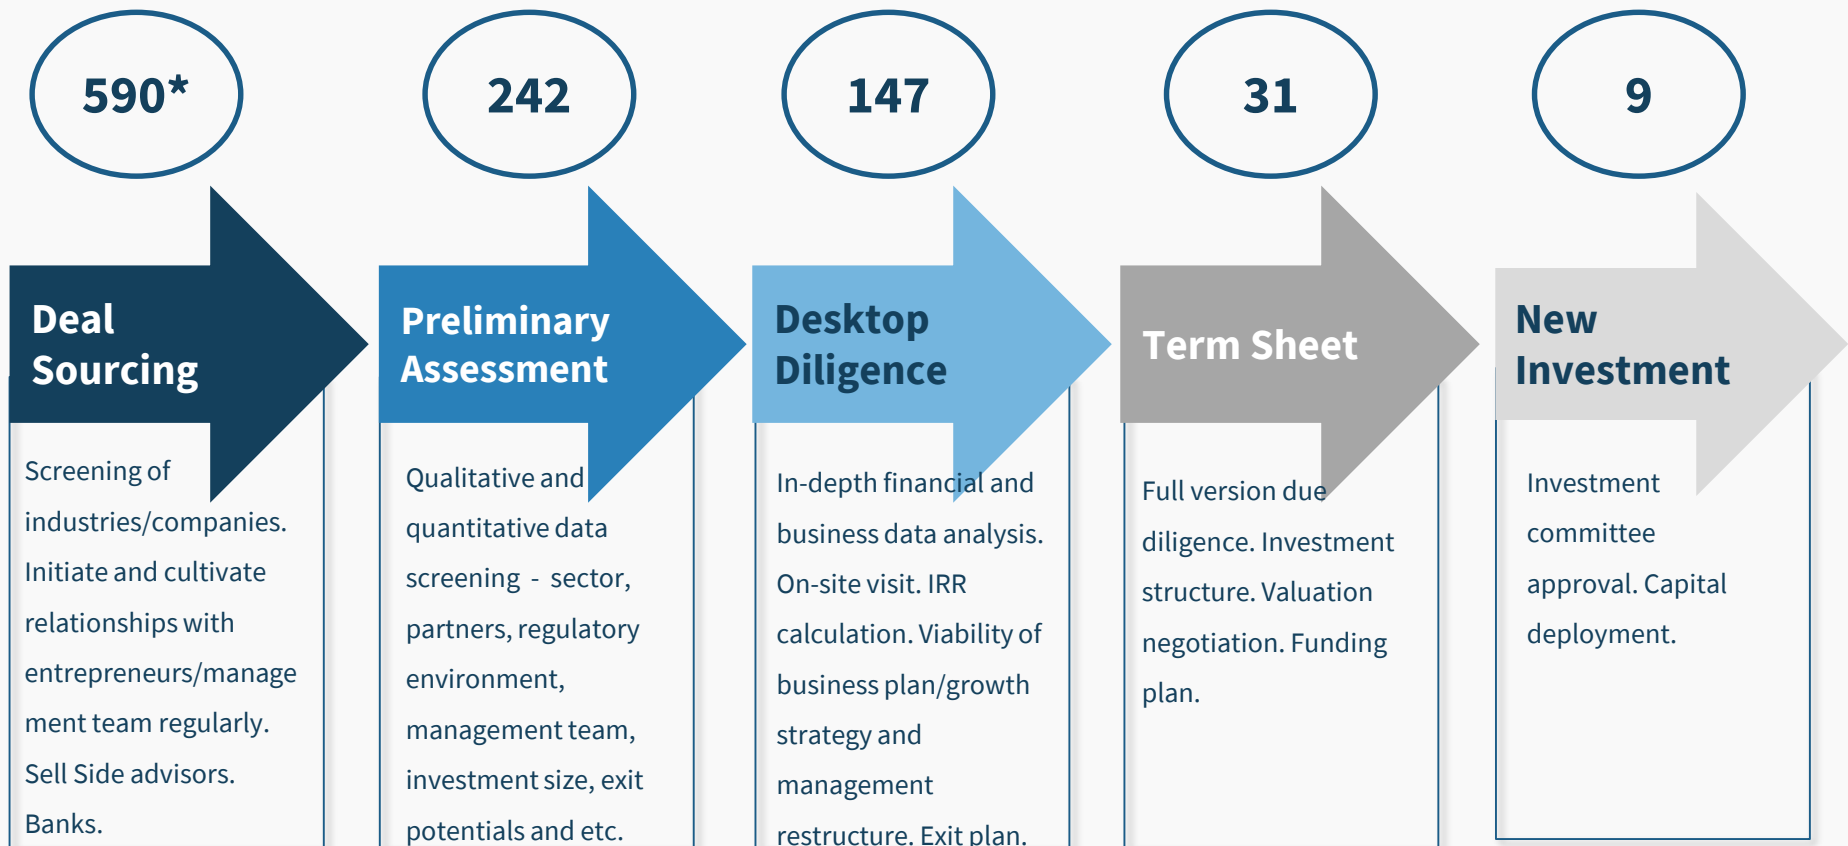 590*
242
147
31
9
Deal
Sourcing
Preliminary
Assessment
Desktop
Diligence
Term Sheet
New
Investment
Screening of
industries/companies.
Initiate and cultivate
relationships with
entrepreneurs/manage
ment team regularly.
Sell Side advisors.
Banks.
Qualitative and
quantitative data
screening - sector,
partners, regulatory
environment,
management team,
investment size, exit
potentials and etc.
In-depth financial and
business data analysis.
On-site visit. IRR
calculation. Viability of
business plan/growth
strategy and
management
restructure. Exit plan.
Full version due
diligence. Investment
structure. Valuation
negotiation. Funding
plan.
Investment
committee
approval. Capital
deployment.